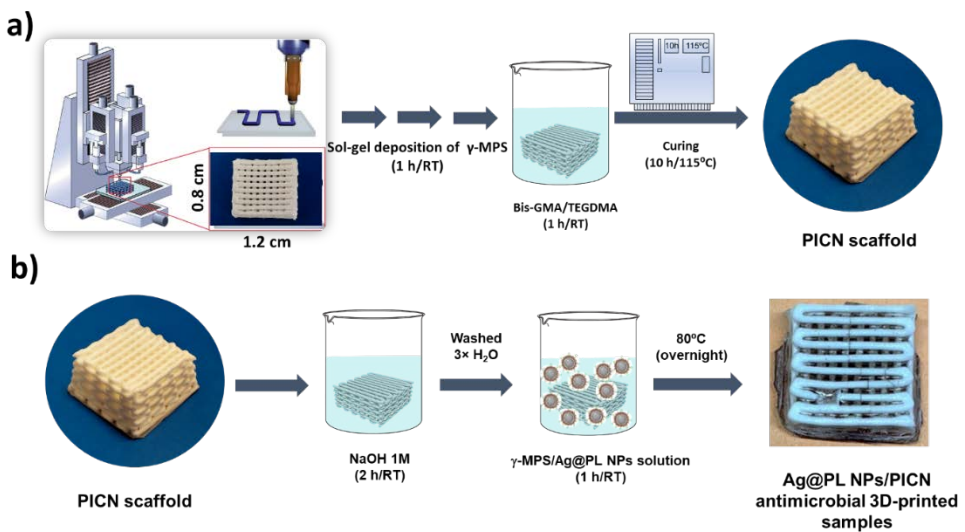 a)
0.8 cm
1.2 cm
Sol-gel deposition of γ-MPS
(1 h/RT)
Bis-GMA/TEGDMA
(1 h/RT)
10h
115ºC
Curing
(10 h/115ºC)
PICN scaffold
b)
PICN scaffold
NaOH 1M
(2 h/RT)
Washed
3× H₂O
γ-MPS/Ag@PL NPs solution
(1 h/RT)
80ºC
(overnight)
Ag@PL NPs/PICN
antimicrobial 3D-printed
samples